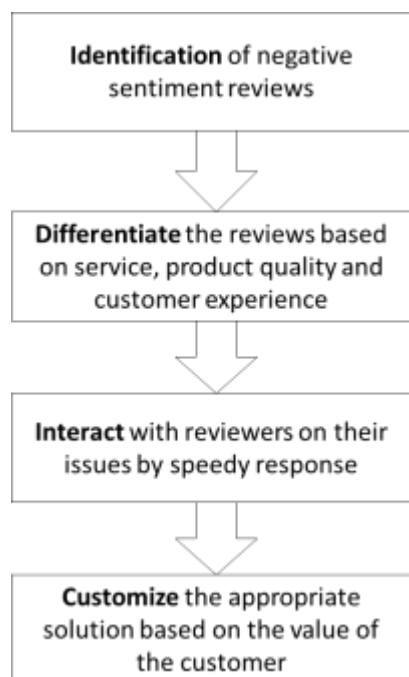 Identification of negative
sentiment reviews
Differentiate the reviews based
on service, product quality and
customer experience
Interact with reviewers on their
issues by speedy response
Customize the appropriate
solution based on the value of
the customer